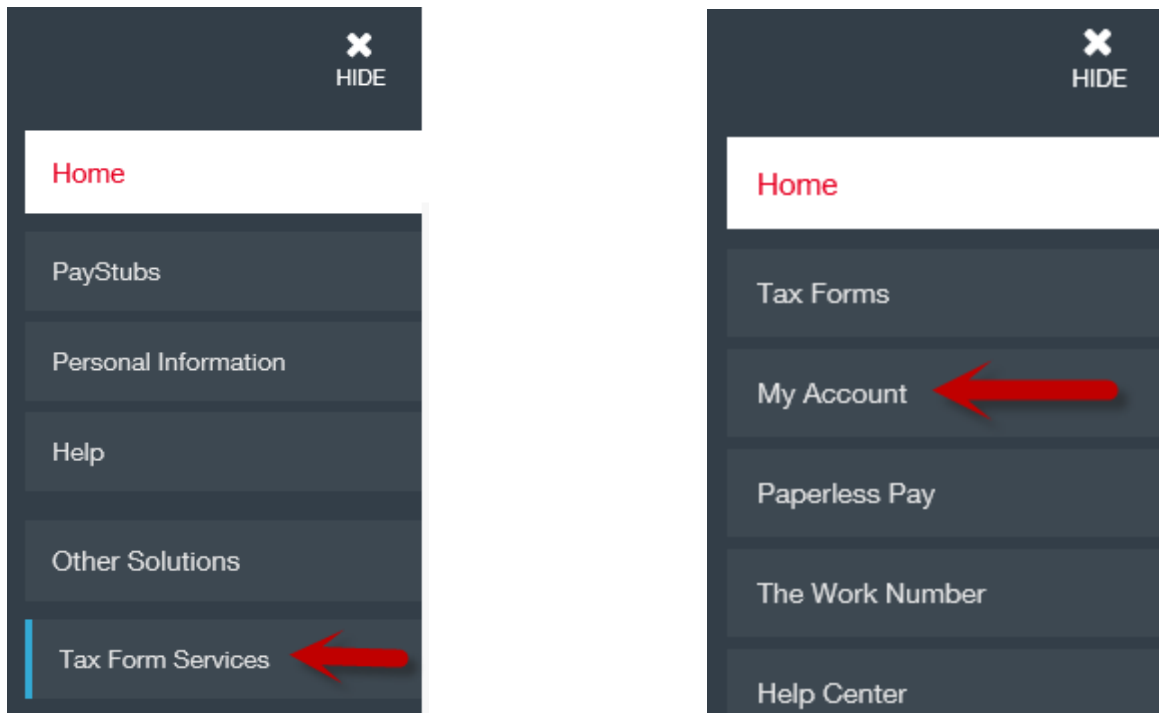 HIDE
Home
PayStubs
Personal Information
Help
Other Solutions
Tax Form Services
HIDE
Home
Tax Forms
My Account
Paperless Pay
The Work Number
Help Center